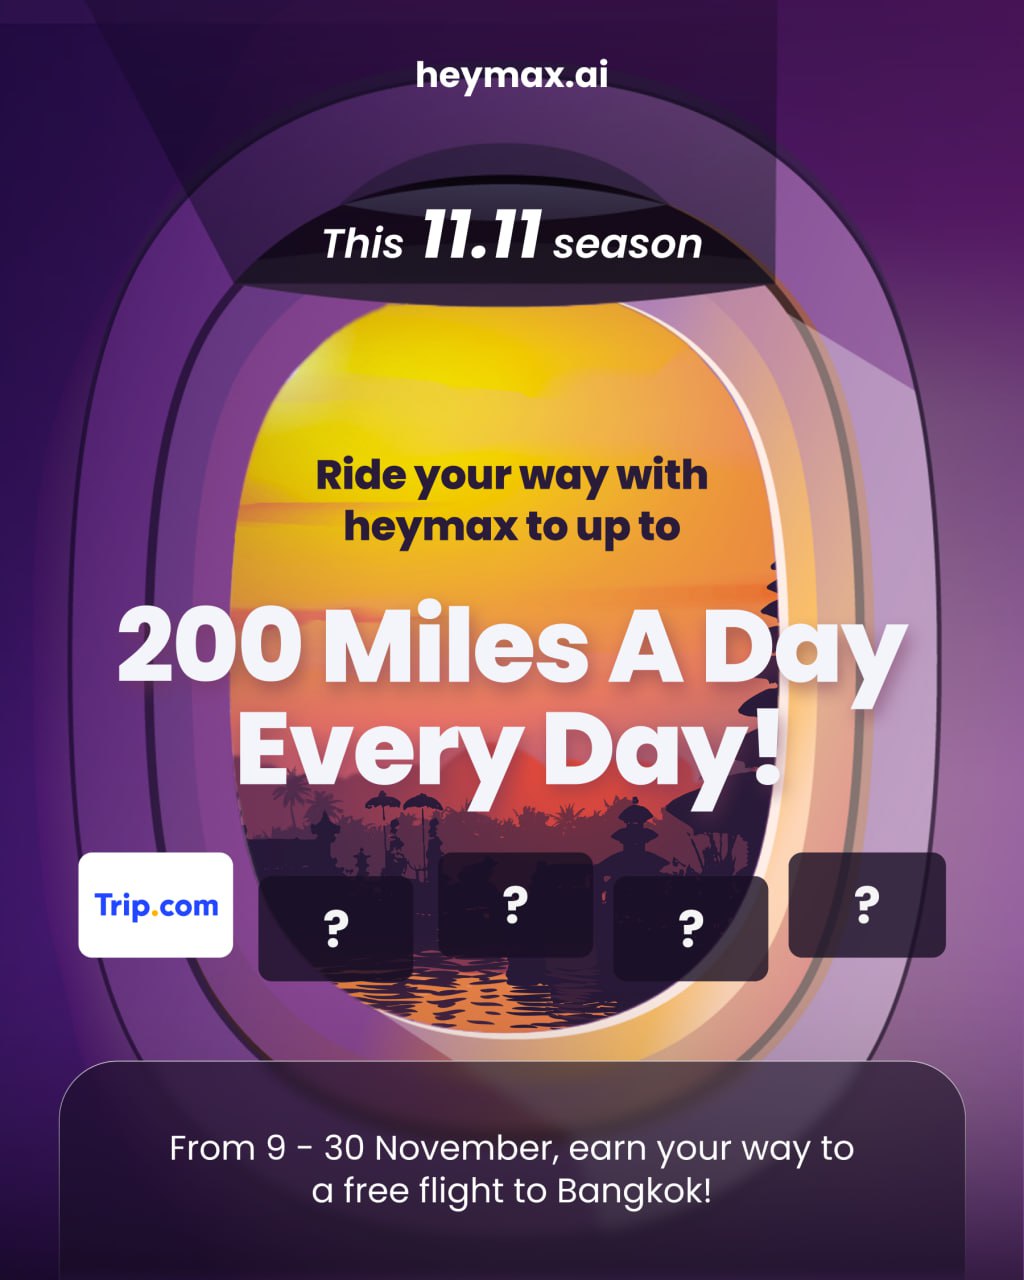 heymax.ai
This 11.11 season
Ride your way with
heymax to up to
200 Miles A Day
Every Day!
Trip.com
? ? ? ?
From 9 - 30 November, earn your way to
a free flight to Bangkok!